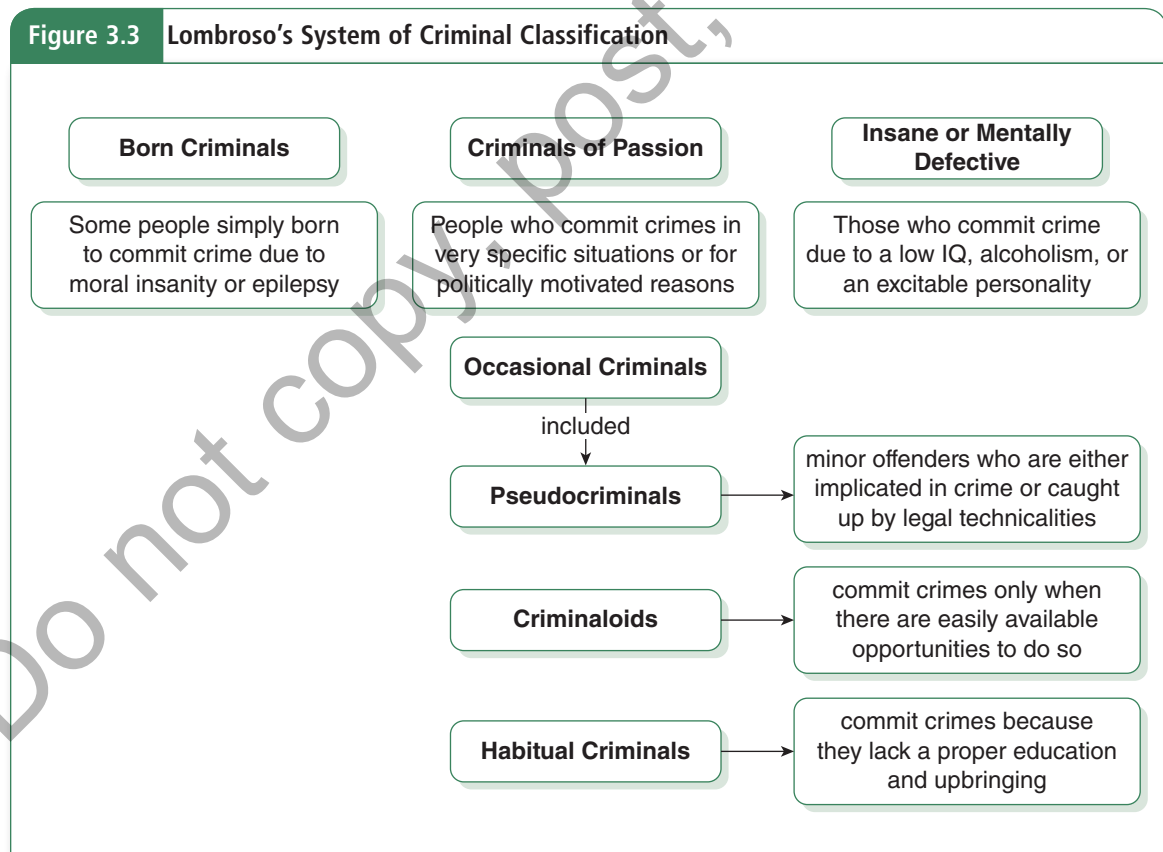 Figure 3.3 Lombroso's System of Criminal Classification
Born Criminals
Some people simply born
to commit crime due to
moral insanity or epilepsy
Criminals of Passion
People who commit crimes in
very specific situations or for
politically motivated reasons
Insane or Mentally
Defective
Those who commit crime
due to a low IQ, alcoholism, or
an excitable personality
Occasional Criminals
included
Pseudocriminals
minor offenders who are either
implicated in crime or caught
up by legal technicalities
Criminaloids
commit crimes only when
there are easily available
opportunities to do so
Habitual Criminals
commit crimes because
they lack a proper education
and upbringing
Do not copy, post,